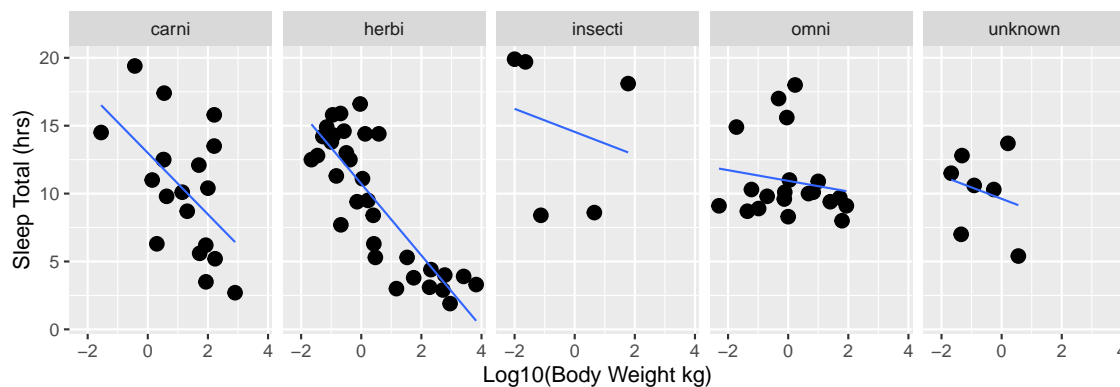 carni herbi insecti omni unknown
20
15
10
5
0
Sleep Total (hrs)
−2 0 2 4 −2 0 2 4 −2 0 2 4 −2 0 2 4 −2 0 2 4
Log10(Body Weight kg)